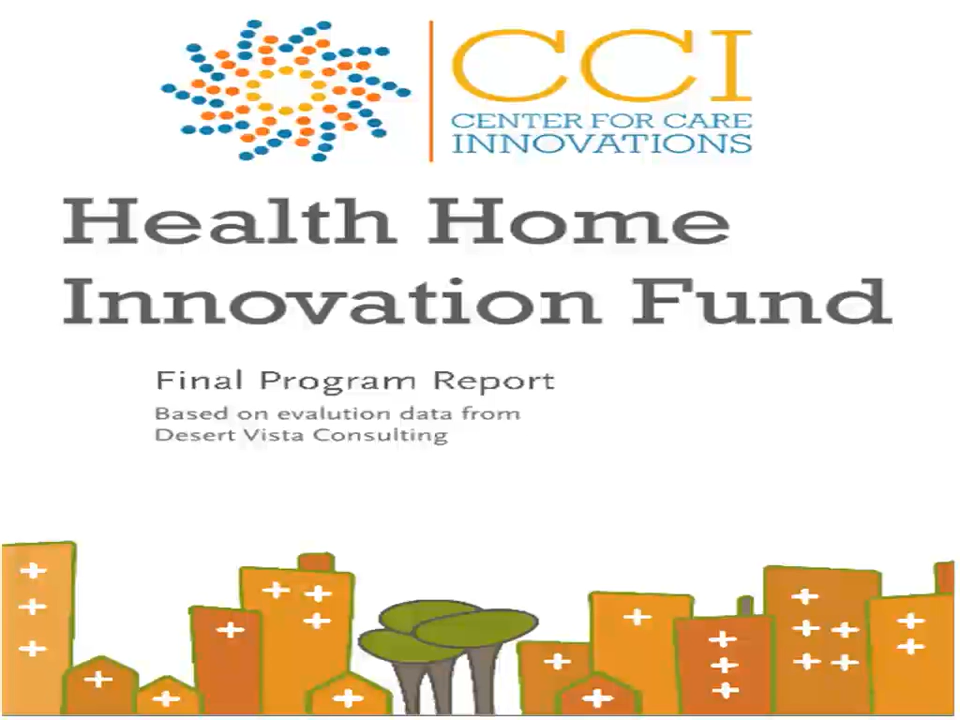 CCI
CENTER FOR CARE
INNOVATIONS
Health Home
Innovation Fund
Final Program Report
Based on evalution data from
Desert Vista Consulting